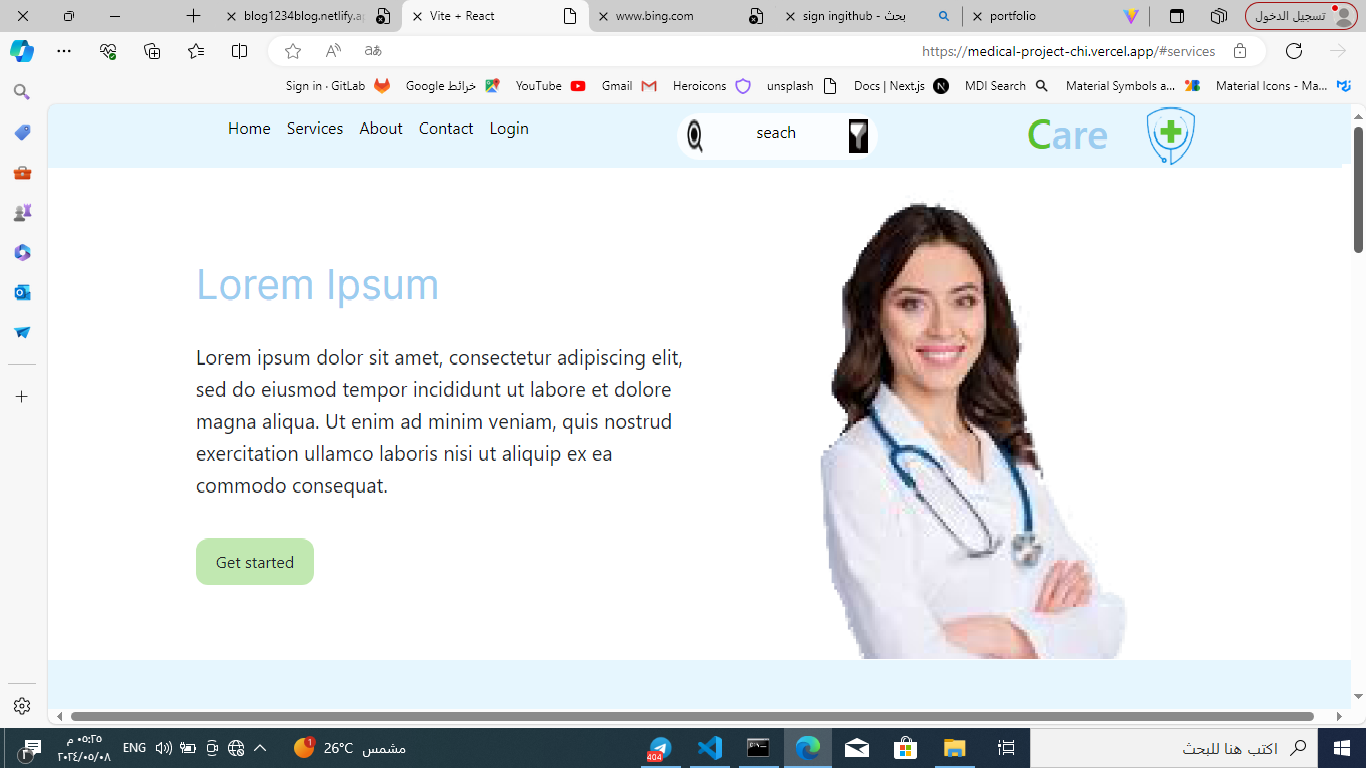 blog1234blog.netlify.a
Vite + React
www.bing.com
sign ingithub - بحث
portfolio
تسجيل الدخول
https://medical-project-chi.vercel.app/#services
Sign in · GitLab
خرائط Google
YouTube
Gmail
Heroicons
unsplash
Docs | Next.js
MDI Search
Material Symbols a...
Material Icons - Ma...
Home
Services
About
Contact
Login
seach
Care
Lorem Ipsum
Lorem ipsum dolor sit amet, consectetur adipiscing elit,
sed do eiusmod tempor incididunt ut labore et dolore
magna aliqua. Ut enim ad minim veniam, quis nostrud
exercitation ullamco laboris nisi ut aliquip ex ea
commodo consequat.
Get started
٠٥:٢٥ م
٢٠٢٤/٠٥/٠٨
٣
ENG
1
26°C مشمس
404
اكتب هنا للبحث